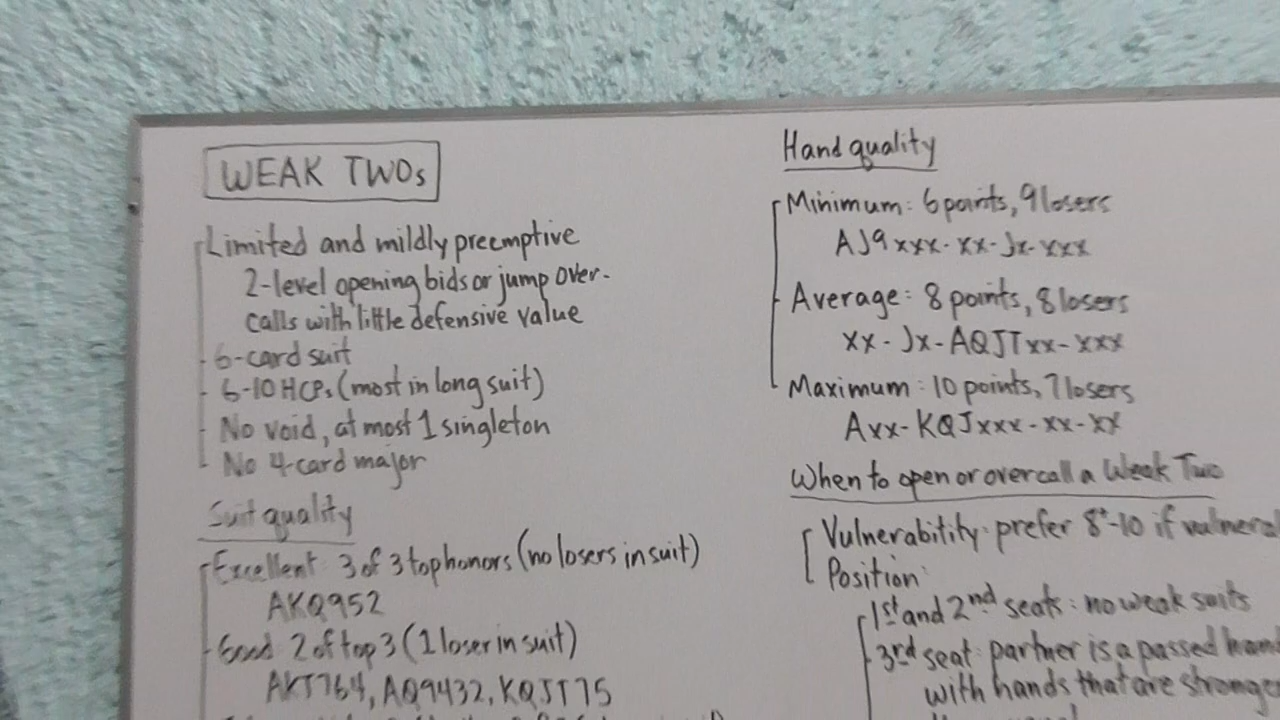 WEAK TWOs
Limited and mildly preemptive
2-level opening bids or jump over-
calls with little defensive value
6-card suit
6-10 HCPs (most in long suit)
No void, at most 1 singleton
No 4-card major
Suit quality
Excellent 3 of 3 top honors (no losers in suit)
AKQ952
Good 2 of top 3 (1 loser in suit)
AKT764, AQ9432, KQJT75
Hand quality
Minimum: 6 points, 9 losers
AJ9xxx-xx-Jx-xxx
Average: 8 points, 8 losers
xx-Jx-AQJTxx-xxx
Maximum: 10 points, 7 losers
Axx-KQJxxx-xx-xx
When to open or overcall a Weak Two
Vulnerability: prefer 8+-10 if
Position:
1st and 2nd seats: no weak suits
3rd seat: partner is a passed
with hands that are